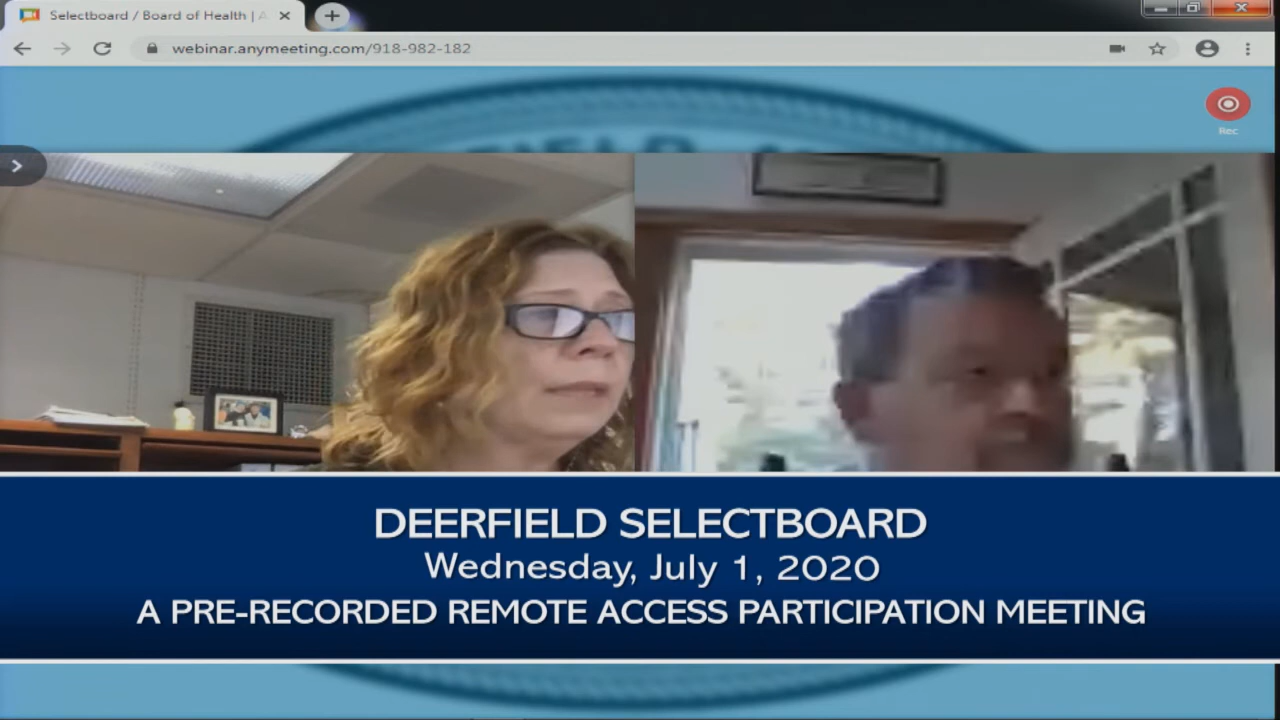 Selectboard / Board of Health | A
webinar.anymeeting.com/918-982-182
Rec
DEERFIELD SELECTBOARD
Wednesday, July 1, 2020
A PRE-RECORDED REMOTE ACCESS PARTICIPATION MEETING